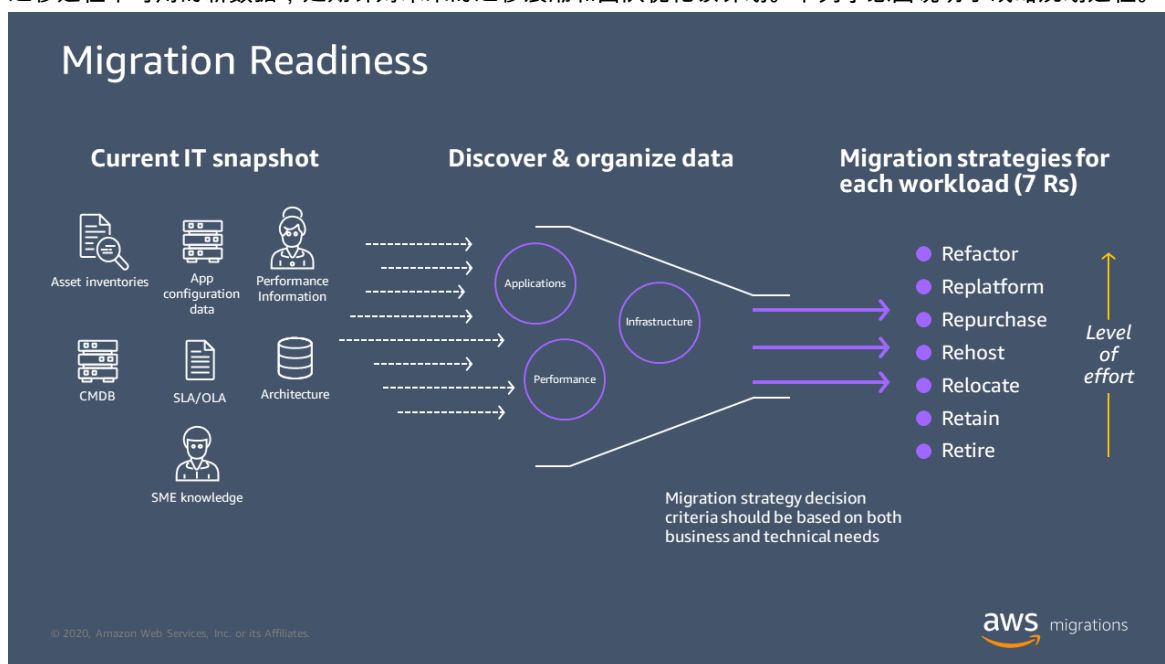 Migration Readiness
Current IT snapshot
Discover & organize data
Migration strategies for
each workload (7 Rs)
Asset inventories
App
configuration
data
Performance
Information
CMDB
SLA/OLA
Architecture
SME knowledge
Applications
Infrastructure
Performance
Refactor
Replatform
Repurchase
Rehost
Relocate
Retain
Retire
Level
of
effort
Migration strategy decision
criteria should be based on both
business and technical needs
© 2020, Amazon Web Services, Inc. or its Affiliates.
aws migrations